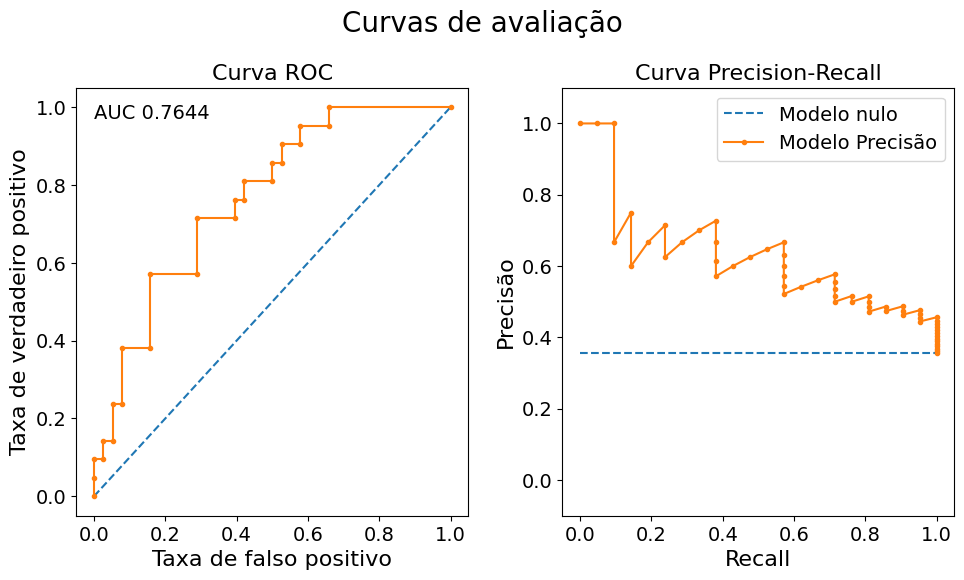 Curvas de avaliação
Curva ROC
AUC 0.7644
Taxa de verdadeiro positivo
1.0
0.8
0.6
0.4
0.2
0.0
0.0 0.2 0.4 0.6 0.8 1.0
Taxa de falso positivo
Curva Precision-Recall
Modelo nulo
Modelo Precisão
Precisão
1.0
0.8
0.6
0.4
0.2
0.0
0.0 0.2 0.4 0.6 0.8 1.0
Recall